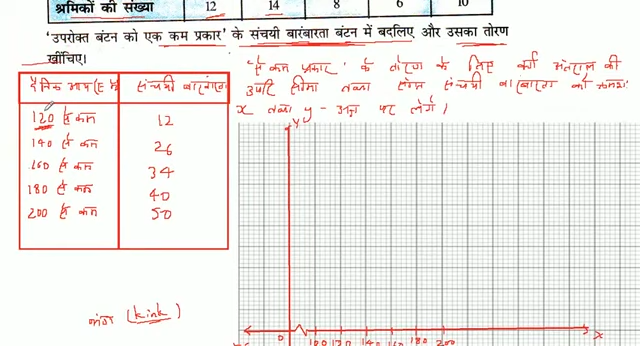 श्रमिकों की संख्या 12 14 8 6 10
'उपरोक्त बंटन को एक कम प्रकार' के संचयी बारंबारता बंटन में बदलिए और उसका तोरण
खींचिए।
'से कम प्रकार' के तोरण के लिए वर्ग अंतराल की
उपरि सीमा तथा संचयी बारंबारता को क्रमशः
x तथा y- अक्ष पर लेंगे।
दैनिक संचयी बारंबारता
120 से कम 12
140 से कम 26
160 से कम 34
180 से कम 40
200 से कम 50
y
(kink)
0 100 120 140 160 180 200 x